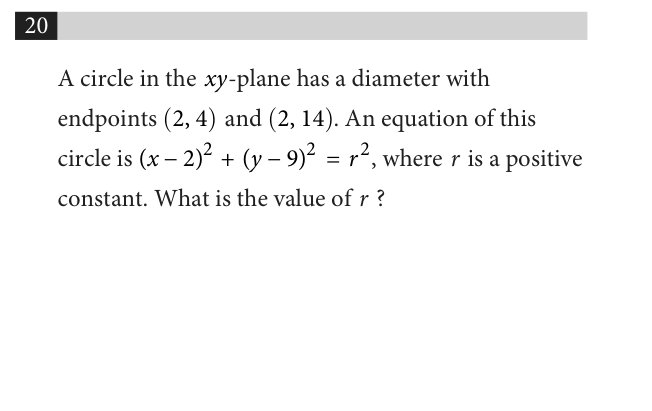 20
A circle in the xy-plane has a diameter with
endpoints (2, 4) and (2, 14). An equation of this
circle is (x – 2)² + (y – 9)² = r², where r is a positive
constant. What is the value of r ?